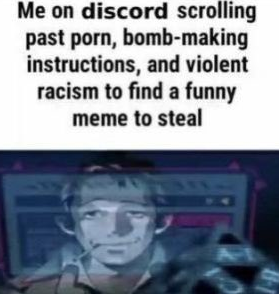 Me on discord scrolling
past porn, bomb-making
instructions, and violent
racism to find a funny
meme to steal